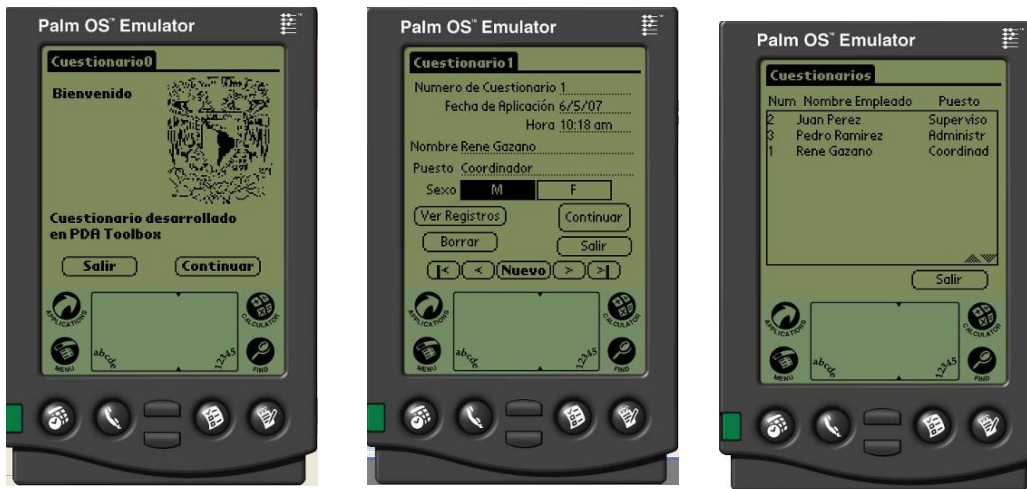 Palm OS™ Emulator
Cuestionario0
Bienvenido
Cuestionario desarrollado
en PDA Toolbox
Salir Continuar
APPLICATIONS CALCULATOR
MENU abcde 12345 FIND
Palm OS™ Emulator
Cuestionario1
Numero de Cuestionario 1
Fecha de Aplicación 6/5/07
Hora 10:18 am
Nombre Rene Gazano
Puesto Coordinador
Sexo M F
Ver Registros Continuar
Borrar Salir
|< < Nuevo > >|
APPLICATIONS CALCULATOR
MENU abcde 12345 FIND
Palm OS™ Emulator
Cuestionarios
Num Nombre Empleado Puesto
2 Juan Perez Superviso
3 Pedro Ramirez Administr
1 Rene Gazano Coordinad
Salir
APPLICATIONS CALCULATOR
MENU abcde 12345 FIND